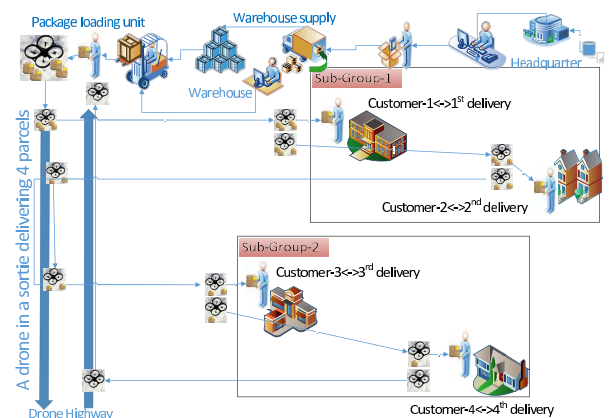 Package loading unit
Warehouse supply
Headquarter
Warehouse
Sub-Group-1
Customer-1<->1st delivery
Customer-2<->2nd delivery
A drone in a sortie delivering 4 parcels
Sub-Group-2
Customer-3<->3rd delivery
Customer-4<->4th delivery
Drone Highway